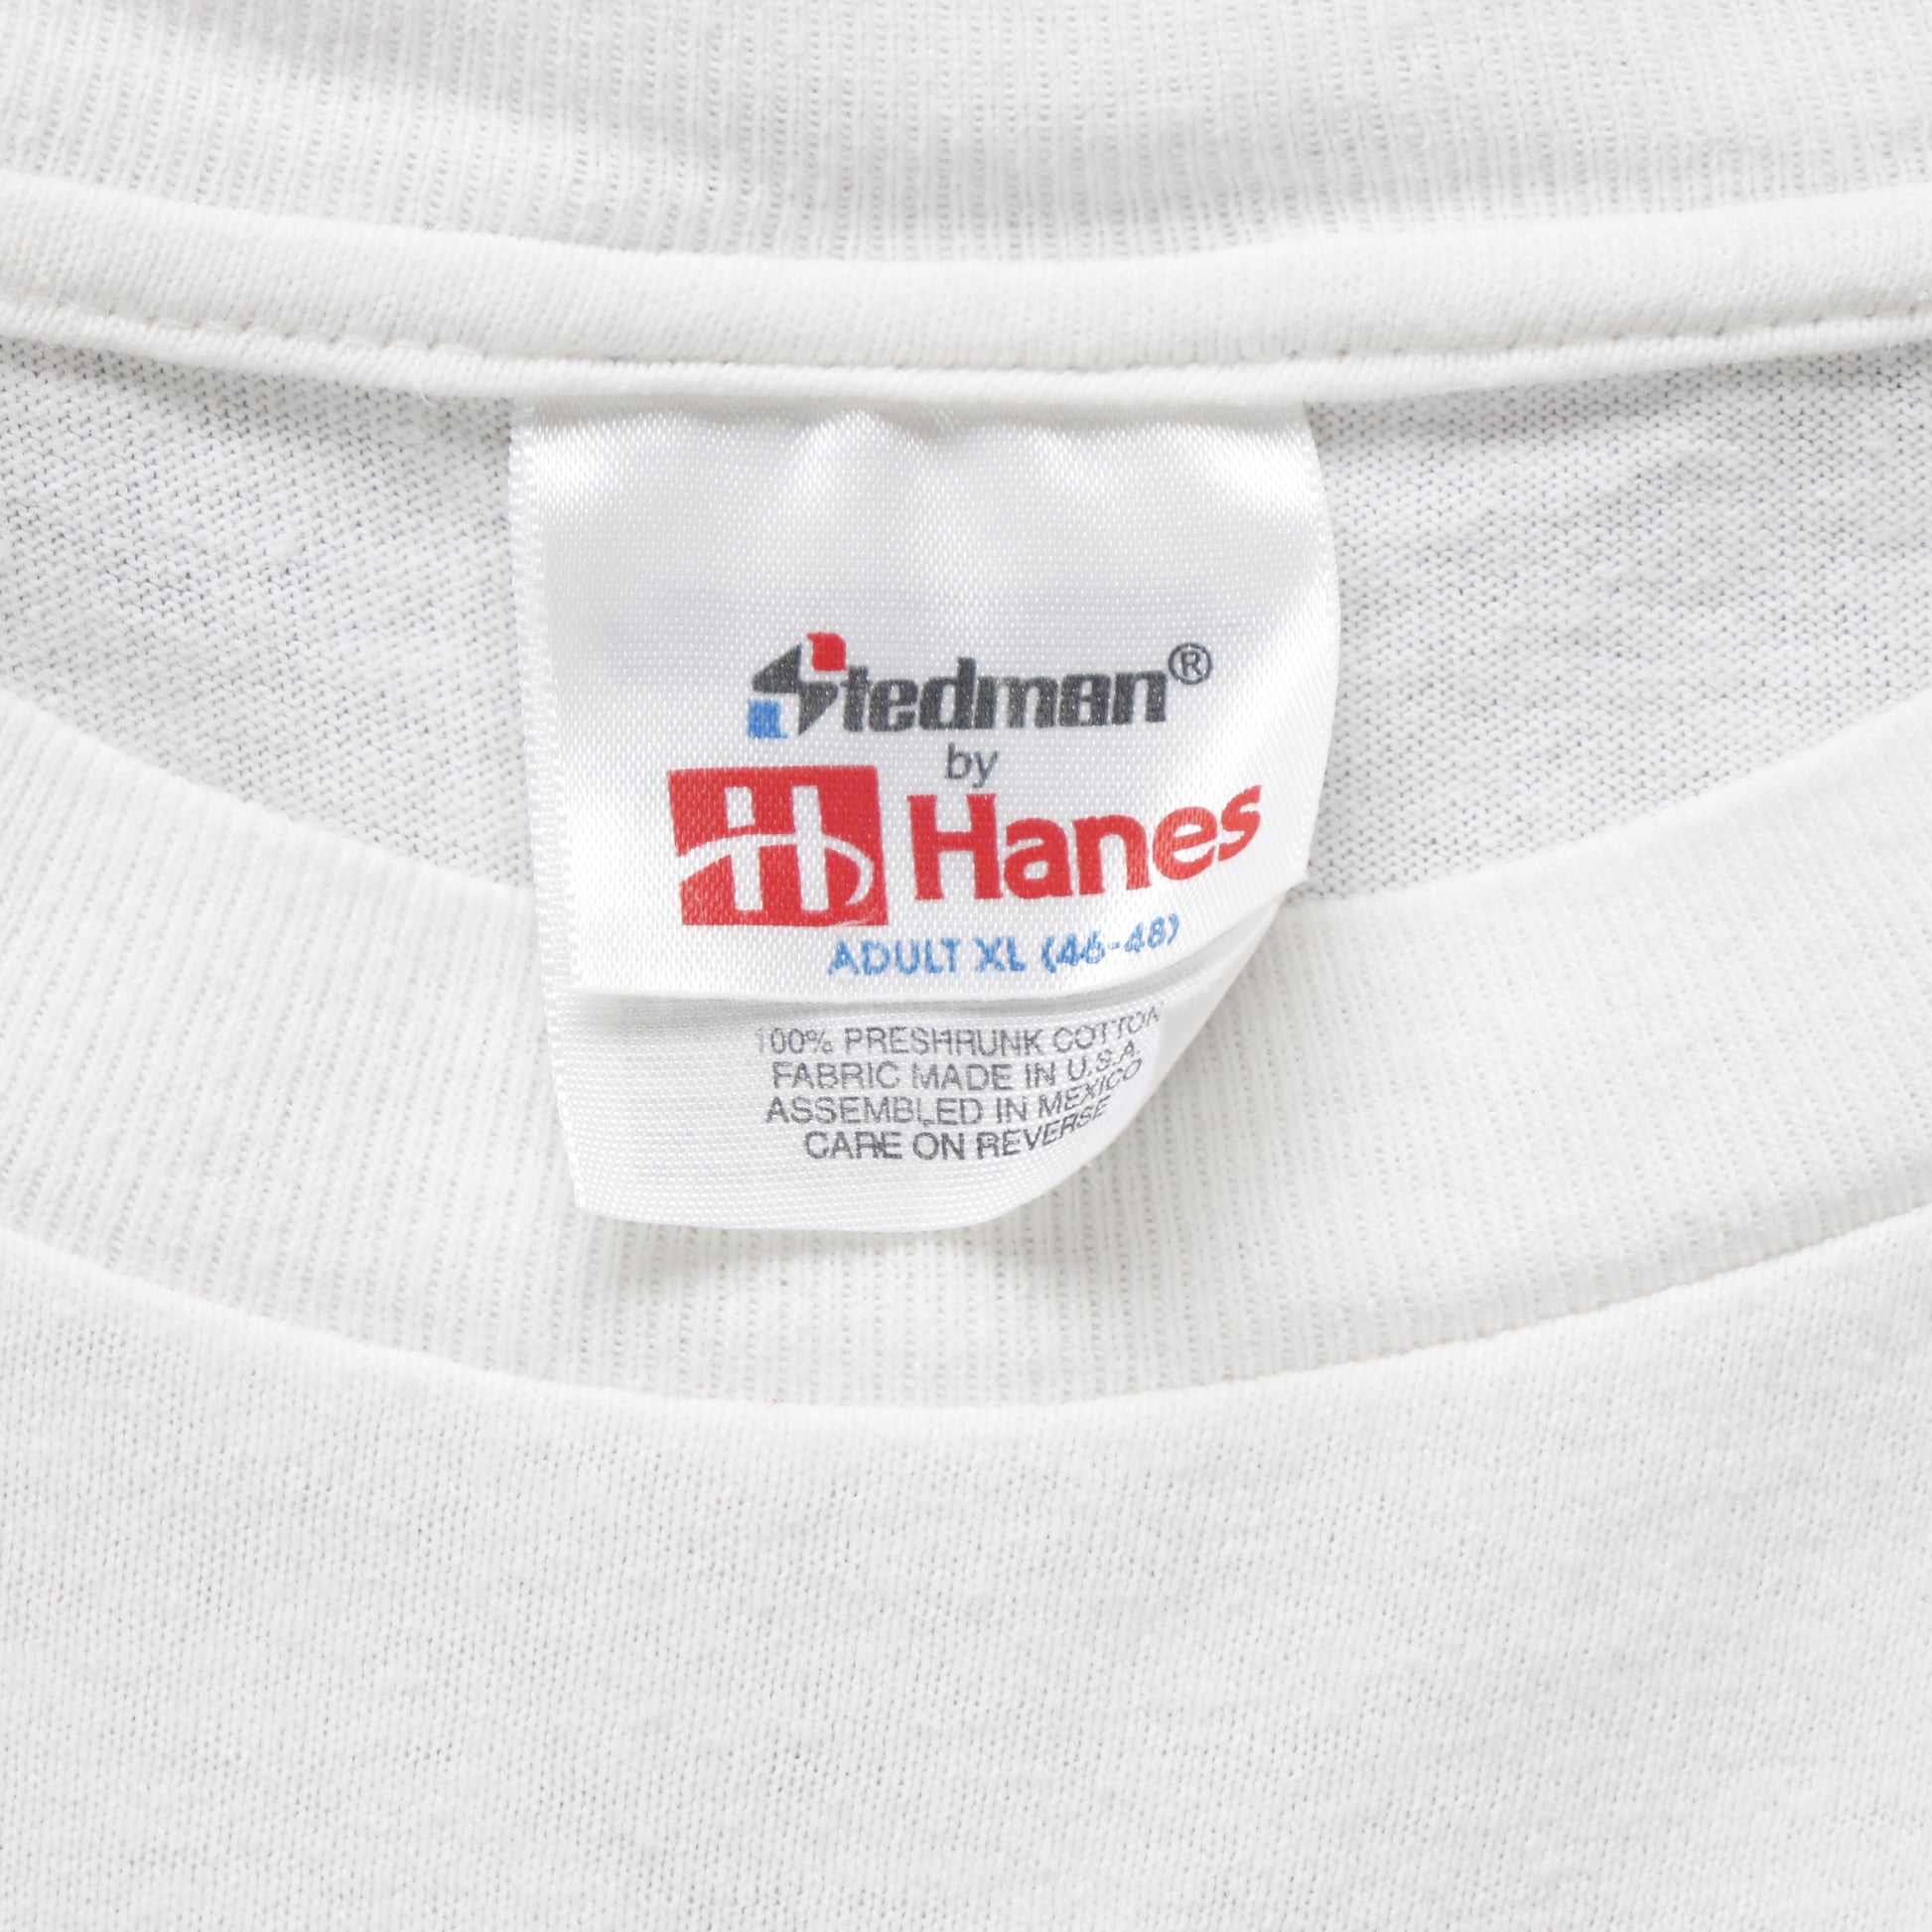 Stedman®
by
Hanes
ADULT XL (46-48)
100% PRESHRUNK COTTON
FABRIC MADE IN U.S.A.
ASSEMBLED IN MEXICO
CARE ON REVERSE